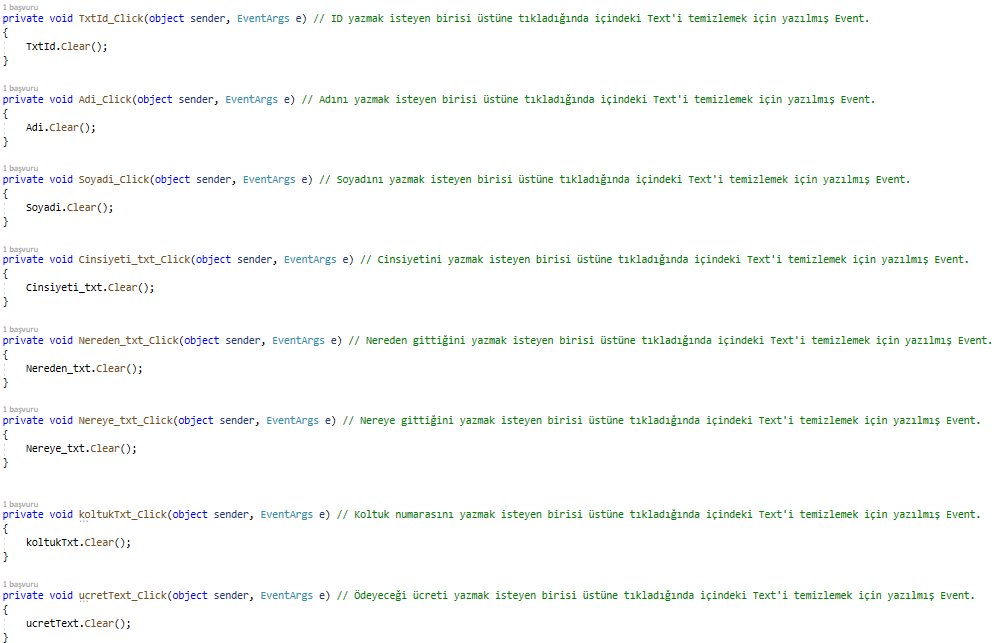 1 başvuru
private void TxtId_Click(object sender, EventArgs e) // ID yazmak isteyen birisi üstüne tıkladığında içindeki Text'i temizlemek için yazılmış Event.
{
TxtId.Clear();
}
1 başvuru
private void Adi_Click(object sender, EventArgs e) // Adını yazmak isteyen birisi üstüne tıkladığında içindeki Text'i temizlemek için yazılmış Event.
{
Adi.Clear();
}
1 başvuru
private void Soyadi_Click(object sender, EventArgs e) // Soyadını yazmak isteyen birisi üstüne tıkladığında içindeki Text'i temizlemek için yazılmış Event.
{
Soyadi.Clear();
}
1 başvuru
private void Cinsiyeti_txt_Click(object sender, EventArgs e) // Cinsiyetini yazmak isteyen birisi üstüne tıkladığında içindeki Text'i temizlemek için yazılmış Event.
{
Cinsiyeti_txt.Clear();
}
1 başvuru
private void Nereden_txt_Click(object sender, EventArgs e) // Nereden gittiğini yazmak isteyen birisi üstüne tıkladığında içindeki Text'i temizlemek için yazılmış Event.
{
Nereden_txt.Clear();
}
1 başvuru
private void Nereye_txt_Click(object sender, EventArgs e) // Nereye gittiğini yazmak isteyen birisi üstüne tıkladığında içindeki Text'i temizlemek için yazılmış Event.
{
Nereye_txt.Clear();
}
1 başvuru
private void koltukTxt_Click(object sender, EventArgs e) // Koltuk numarasını yazmak isteyen birisi üstüne tıkladığında içindeki Text'i temizlemek için yazılmış Event.
{
koltukTxt.Clear();
}
1 başvuru
private void ucretText_Click(object sender, EventArgs e) // Ödeyeceği ücreti yazmak isteyen birisi üstüne tıkladığında içindeki Text'i temizlemek için yazılmış Event.
{
ucretText.Clear();
}